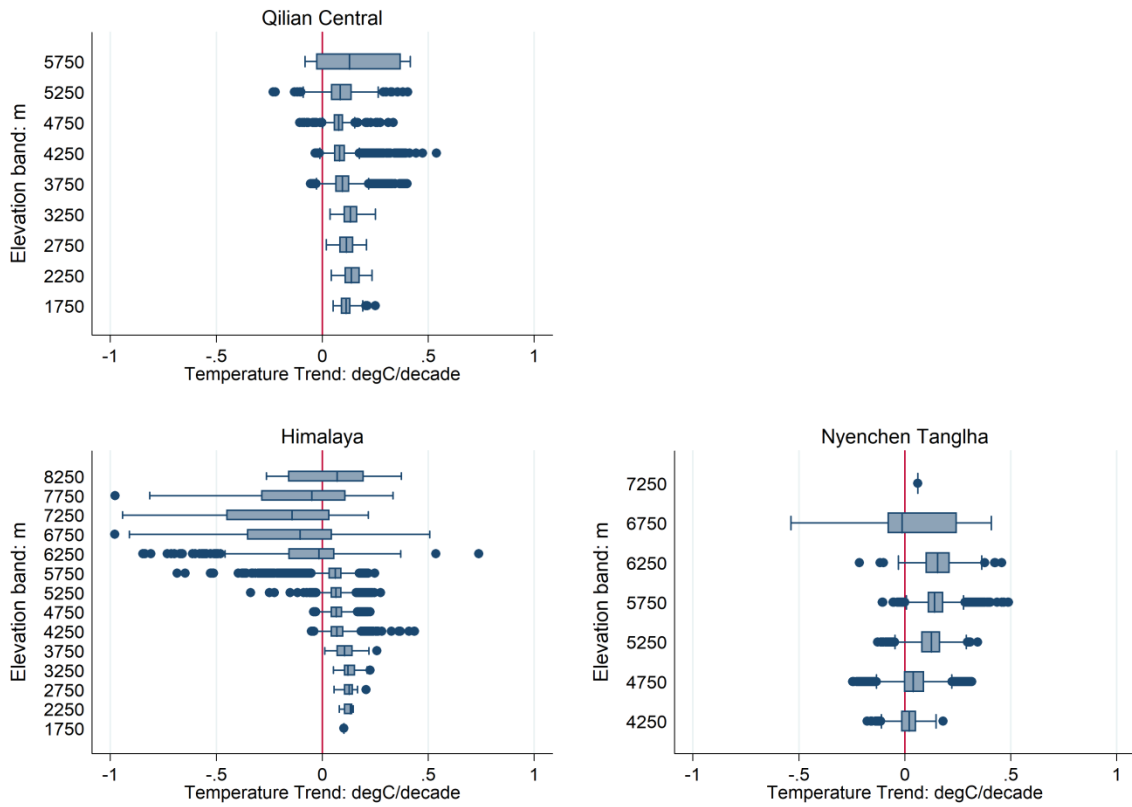 Qilian Central
Elevation band: m
5750
5250
4750
4250
3750
3250
2750
2250
1750
-1 -.5 0 .5 1
Temperature Trend: degC/decade
Himalaya
Elevation band: m
8250
7750
7250
6750
6250
5750
5250
4750
4250
3750
3250
2750
2250
1750
-1 -.5 0 .5 1
Temperature Trend: degC/decade
Nyenchen Tanglha
Elevation band: m
7250
6750
6250
5750
5250
4750
4250
-1 -.5 0 .5 1
Temperature Trend: degC/decade